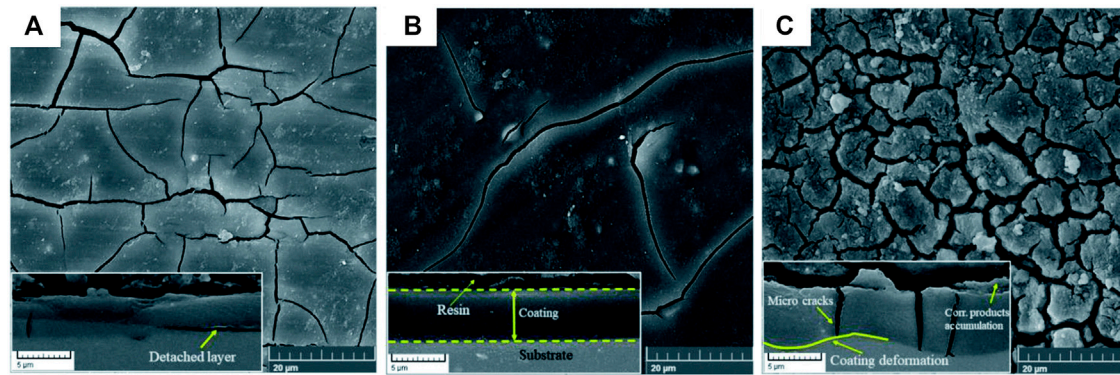 A
Detached layer
5 µm
20 µm
B
Resin
Coating
Substrate
5 µm
20 µm
C
Micro cracks
Corr. products
accumulation
Coating deformation
5 µm
20 µm